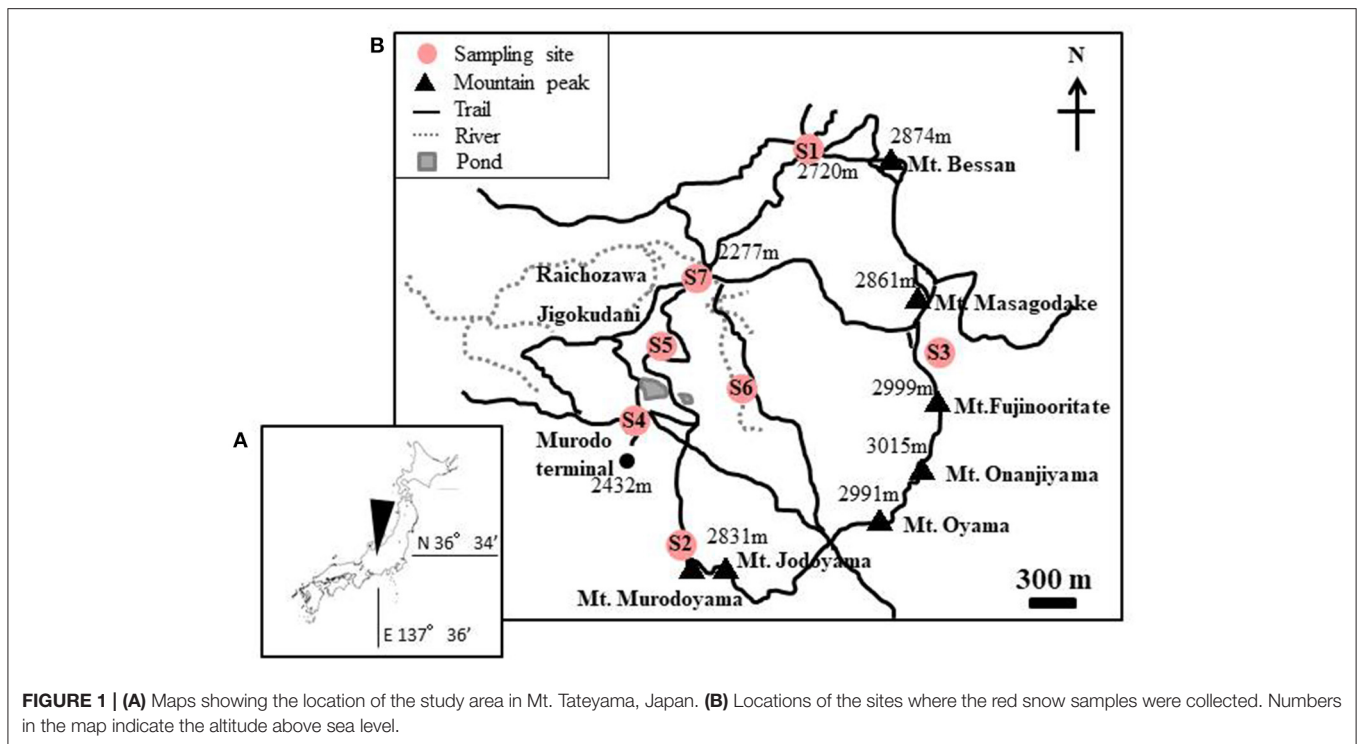 B
Sampling site
Mountain peak
Trail
River
Pond
N
S1
2720m
2874m
Mt. Bessan
2277m
S7
Raichozawa
Jigokudani
2861m
Mt. Masagodake
S5
S3
S6
2999m
Mt.Fujinooritate
S4
Murodo
terminal
2432m
3015m
Mt. Onanjiyama
2991m
Mt. Oyama
S2
2831m
Mt. Jodoyama
Mt. Murodoyama
300 m
A
N 36° 34′
E 137° 36′
FIGURE 1 | (A) Maps showing the location of the study area in Mt. Tateyama, Japan. (B) Locations of the sites where the red snow samples were collected. Numbers
in the map indicate the altitude above sea level.